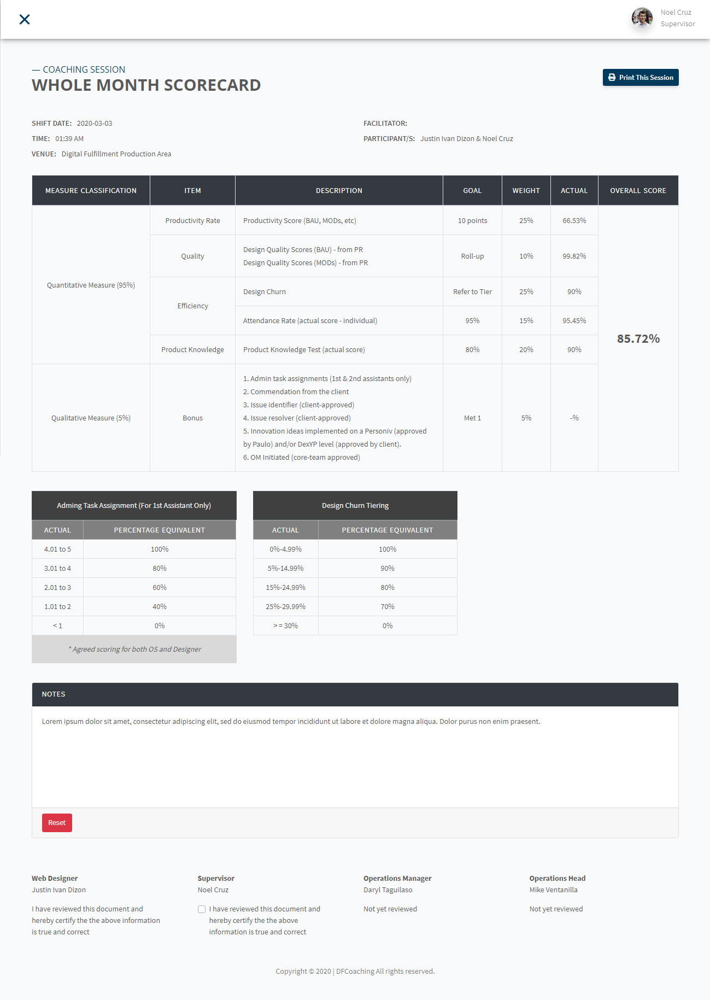 Noel Cruz
Supervisor
— COACHING SESSION
WHOLE MONTH SCORECARD
Print This Session
SHIFT DATE: 2020-03-03
FACILITATOR:
TIME: 01:39 AM
PARTICIPANT/S: Justin Ivan Dizon & Noel Cruz
VENUE: Digital Fulfillment Production Area
MEASURE CLASSIFICATION ITEM DESCRIPTION GOAL WEIGHT ACTUAL OVERALL SCORE
Productivity Rate Productivity Score (BAU, MODs, etc) 10 points 25% 66.53%
Design Quality Scores (BAU) - from PR
Quality Roll-up 10% 99.82%
Design Quality Scores (MODs) - from PR
Quantitative Measure (95%)
Design Churn Refer to Tier 25% 90%
Efficiency
Attendance Rate (actual score - individual) 95% 15% 95.45%
85.72%
Product Knowledge Product Knowledge Test (actual score) 80% 20% 90%
1. Admin task assignments (1st & 2nd assistants only)
2. Commendation from the client
3. Issue identifier (client-approved)
Qualitative Measure (5%) Bonus 4. Issue resolver (client-approved) Met 1 5% -%
5. Innovation ideas implemented on a Personiv (approved
by Paulo) and/or DexYP level (approved by client).
6. OM Initiated (core-team approved)
Adming Task Assignment (For 1st Assistant Only)
ACTUAL PERCENTAGE EQUIVALENT
4.01 to 5 100%
3.01 to 4 80%
2.01 to 3 60%
1.01 to 2 40%
< 1 0%
* Agreed scoring for both OS and Designer
Design Churn Tiering
ACTUAL PERCENTAGE EQUIVALENT
0%-4.99% 100%
5%-14.99% 90%
15%-24.99% 80%
25%-29.99% 70%
> = 30% 0%
NOTES
Lorem ipsum dolor sit amet, consectetur adipiscing elit, sed do eiusmod tempor incididunt ut labore et dolore magna aliqua. Dolor purus non enim praesent.
Reset
Web Designer
Justin Ivan Dizon
I have reviewed this document and
hereby certify the the above information
is true and correct
Supervisor
Noel Cruz
I have reviewed this document and
hereby certify the the above
information is true and correct
Operations Manager
Daryl Taguilaso
Not yet reviewed
Operations Head
Mike Ventanilla
Not yet reviewed
Copyright © 2020 | DFCoaching All rights reserved.